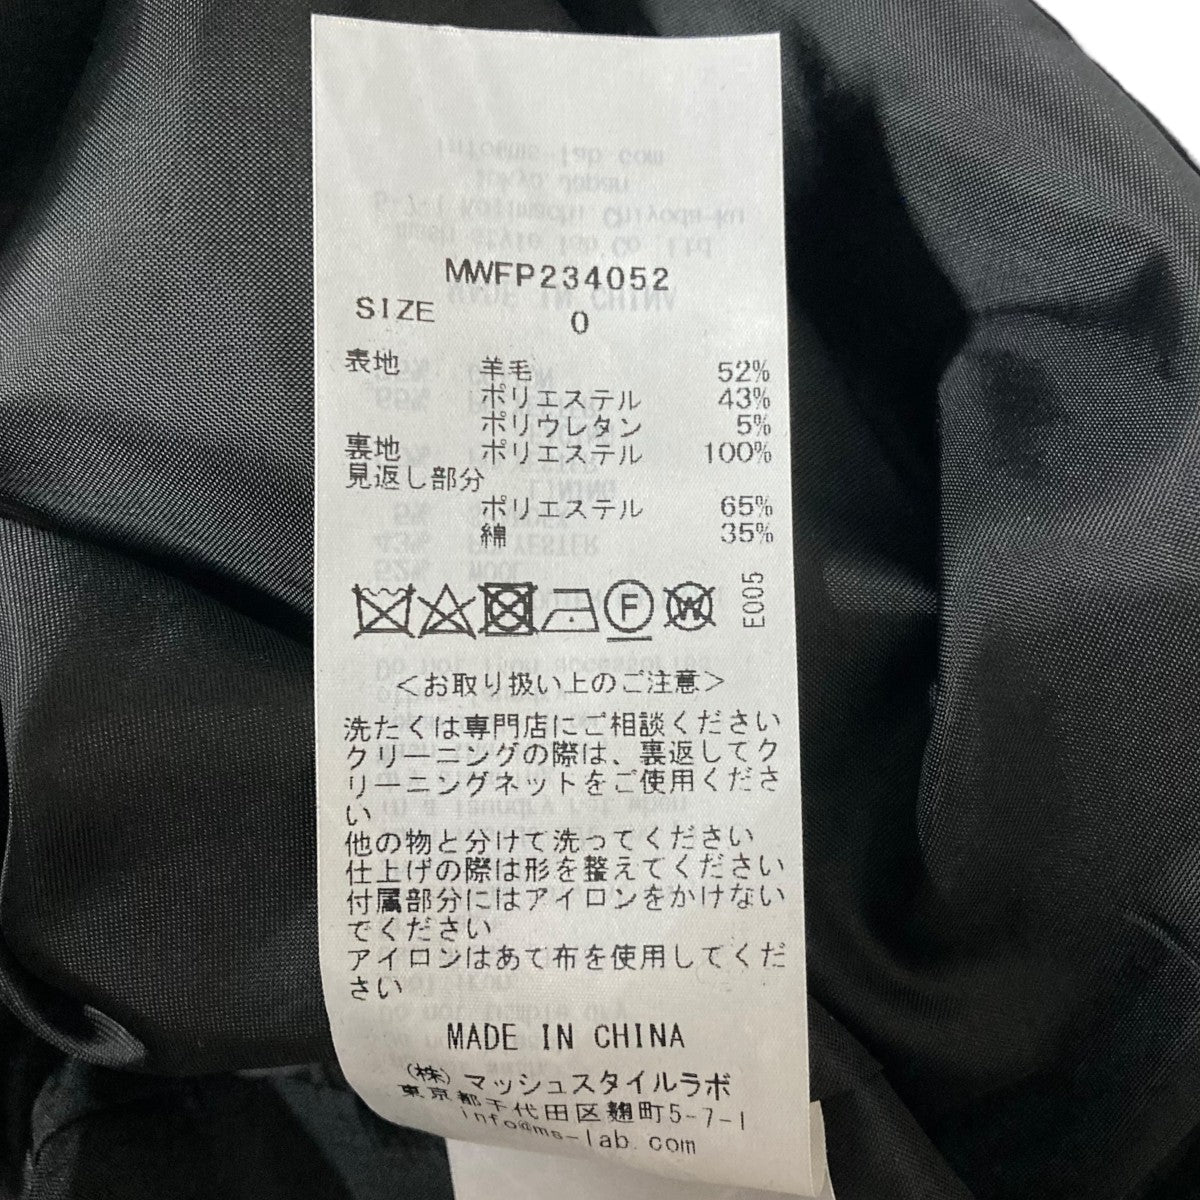 MWFP234052
SIZE 0
表地 羊毛 52%
ポリエステル 43%
ポリウレタン 5%
裏地 ポリエステル 100%
見返し部分
ポリエステル 65%
綿 35%
F W E005
<お取り扱い上のご注意>
洗たくは専門店にご相談ください
クリーニングの際は、裏返してク
リーニングネットをご使用くださ
い
他の物と分けて洗ってください
仕上げの際は形を整えてください
付属部分にはアイロンをかけない
でください
アイロンはあて布を使用してくだ
さい
MADE IN CHINA
(株)マッシュスタイルラボ
東京都千代田区麹町5-7-1
info@ms-lab.com